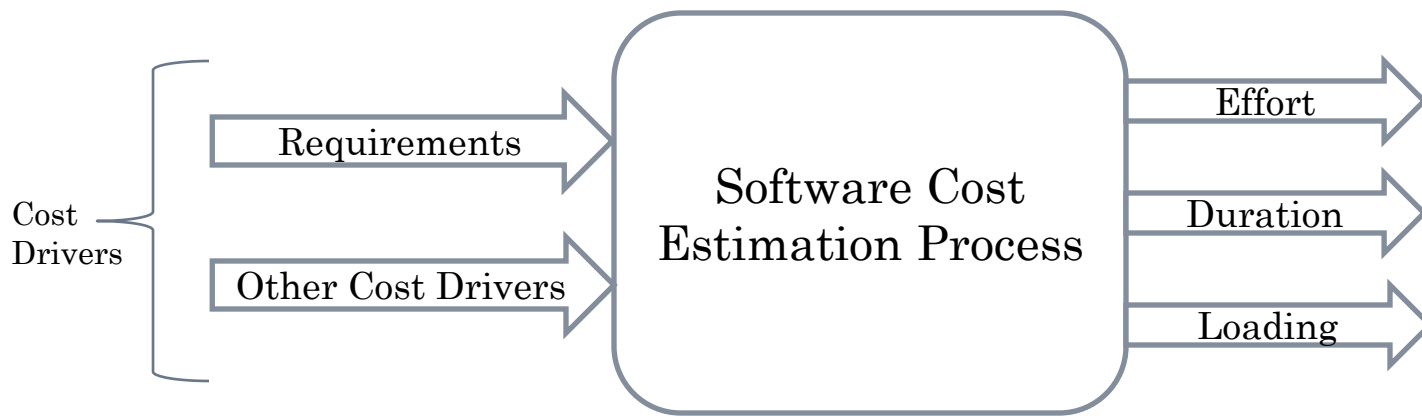 Cost
Drivers
Requirements
Other Cost Drivers
Software Cost
Estimation Process
Effort
Duration
Loading